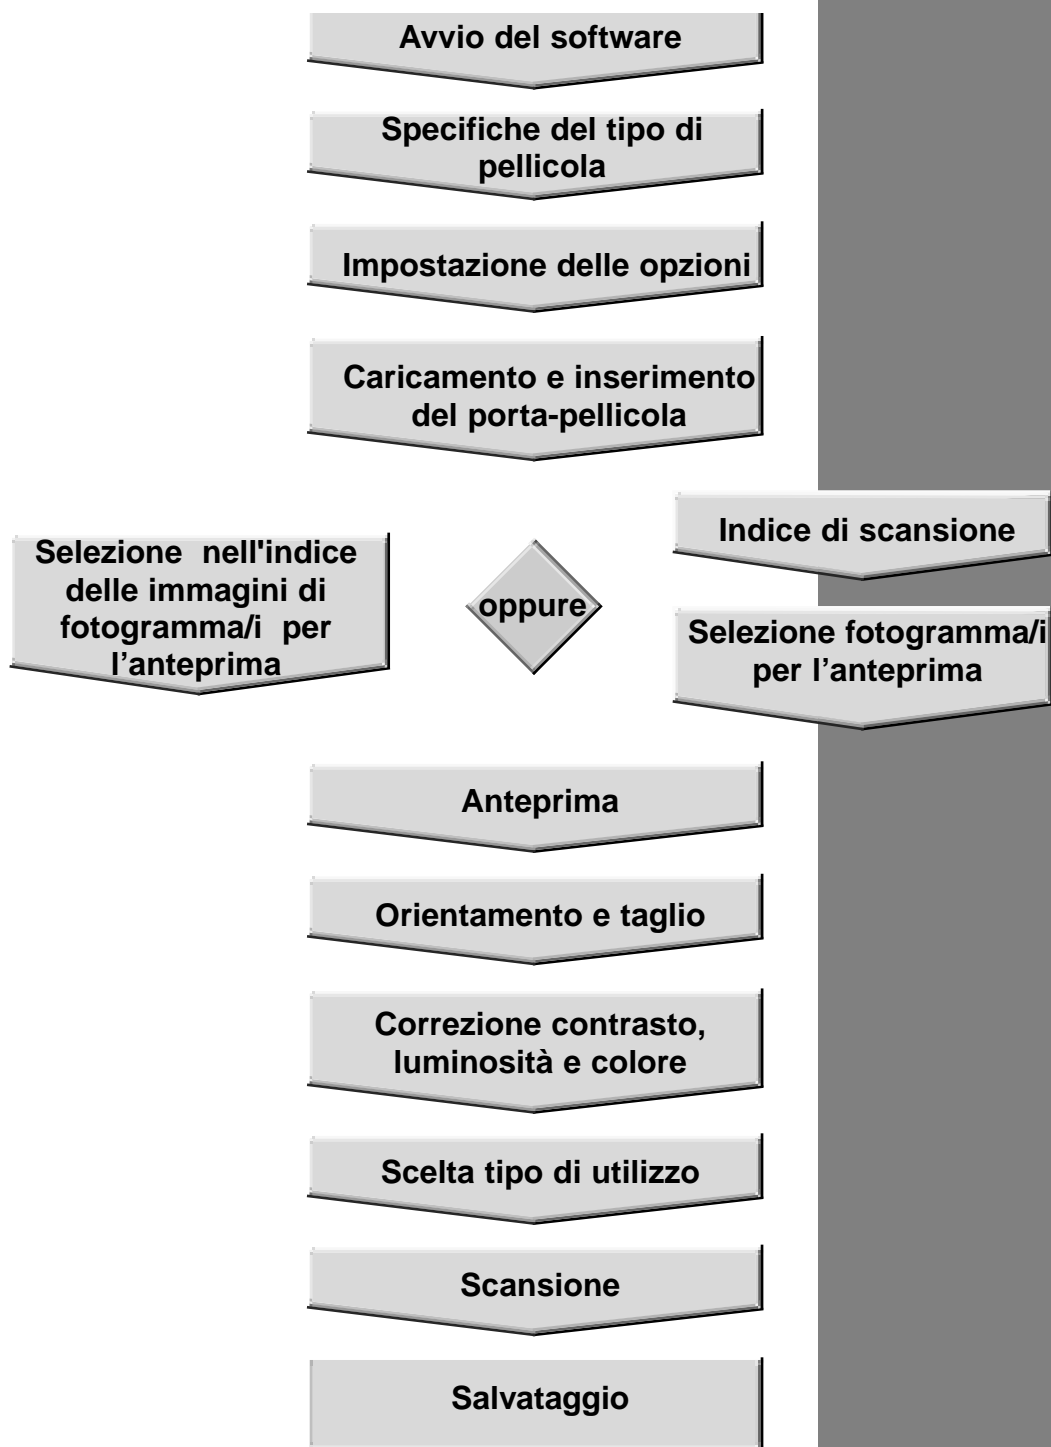 Avvio del software
Specifiche del tipo di
pellicola
Impostazione delle opzioni
Caricamento e inserimento
del porta-pellicola
Selezione  nell'indice
delle immagini di
fotogramma/i  per
l’anteprima
oppure
Indice di scansione
Selezione fotogramma/i
per l’anteprima
Anteprima
Orientamento e taglio
Correzione contrasto,
luminosità e colore
Scelta tipo di utilizzo
Scansione
Salvataggio